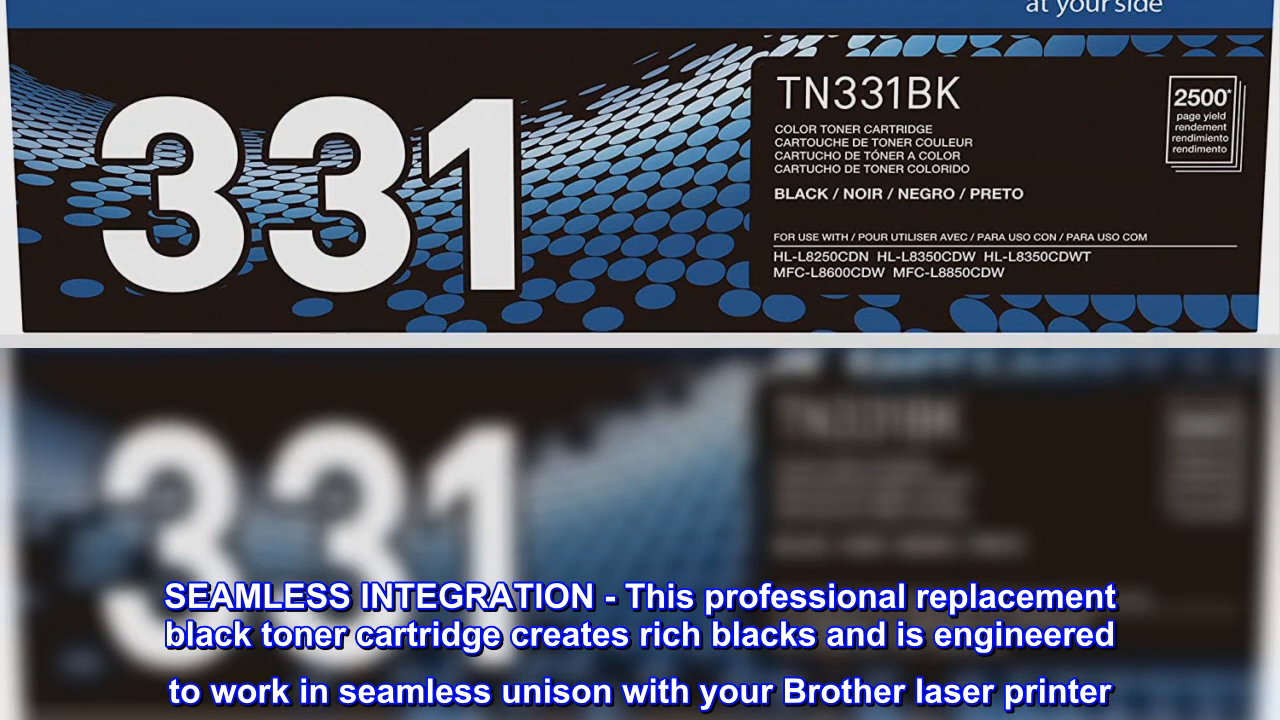 at your side
331
TN331BK
COLOR TONER CARTRIDGE
CARTOUCHE DE TONER COULEUR
CARTUCHO DE TÓNER A COLOR
CARTUCHO DE TONER COLORIDO
BLACK / NOIR / NEGRO / PRETO
FOR USE WITH / POUR UTILISER AVEC / PARA USO CON / PARA USO COM
HL-L8250CDN HL-L8350CDW HL-L8350CDWT
MFC-L8600CDW MFC-L8850CDW
2500*
page yield
rendement
rendimiento
rendimento
331
TN331BK
SEAMLESS INTEGRATION - This professional replacement
black toner cartridge creates rich blacks and is engineered
to work in seamless unison with your Brother laser printer